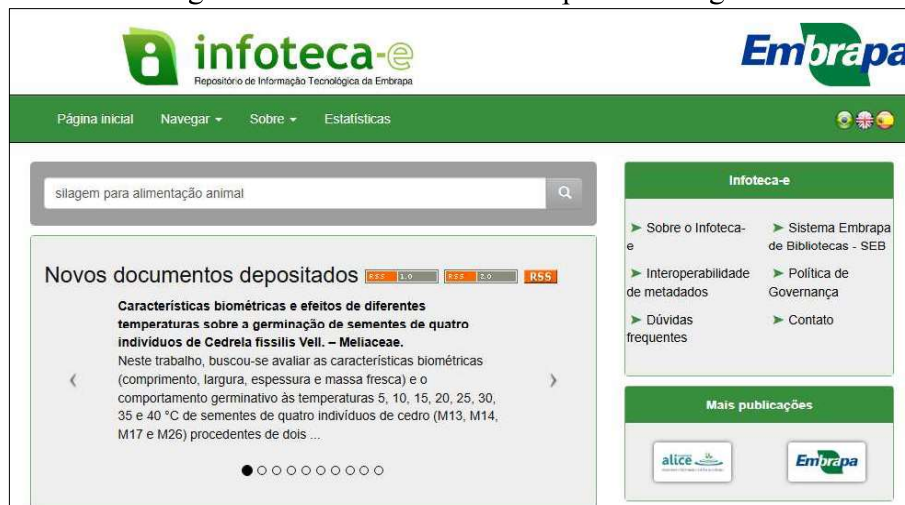 infoteca-e
Repositório de Informação Tecnológica da Embrapa
Embrapa
Página inicial Navegar Sobre Estatísticas
silagem para alimentação animal
Novos documentos depositados RSS 1.0 RSS 2.0 RSS
Características biométricas e efeitos de diferentes
temperaturas sobre a germinação de sementes de quatro
indivíduos de Cedrela fissilis Vell. – Meliaceae.
Neste trabalho, buscou-se avaliar as características biométricas
(comprimento, largura, espessura e massa fresca) e o
comportamento germinativo às temperaturas 5, 10, 15, 20, 25, 30,
35 e 40 °C de sementes de quatro indivíduos de cedro (M13, M14,
M17 e M26) procedentes de dois ...
Infoteca-e
Sobre o Infoteca-
e
Sistema Embrapa
de Bibliotecas - SEB
Interoperabilidade
de metadados
Política de
Governança
Dúvidas
frequentes
Contato
Mais publicações
alice
Embrapa